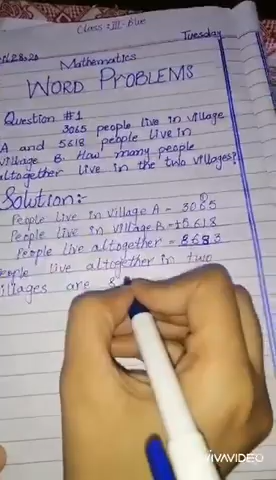 Class:-III-Blue
Tuesday
Mathematics
WORD PROBLEMS
Question #1
3065 people live in village
A and 5618 people live in
village B. How many people
altogether live in the two villages?
Solution:-
People Live in Village A = 3065
People Live in Village B = +5618
People Live altogether = 8683
People live altogether in two
villages are 8
VIVAVIDEO